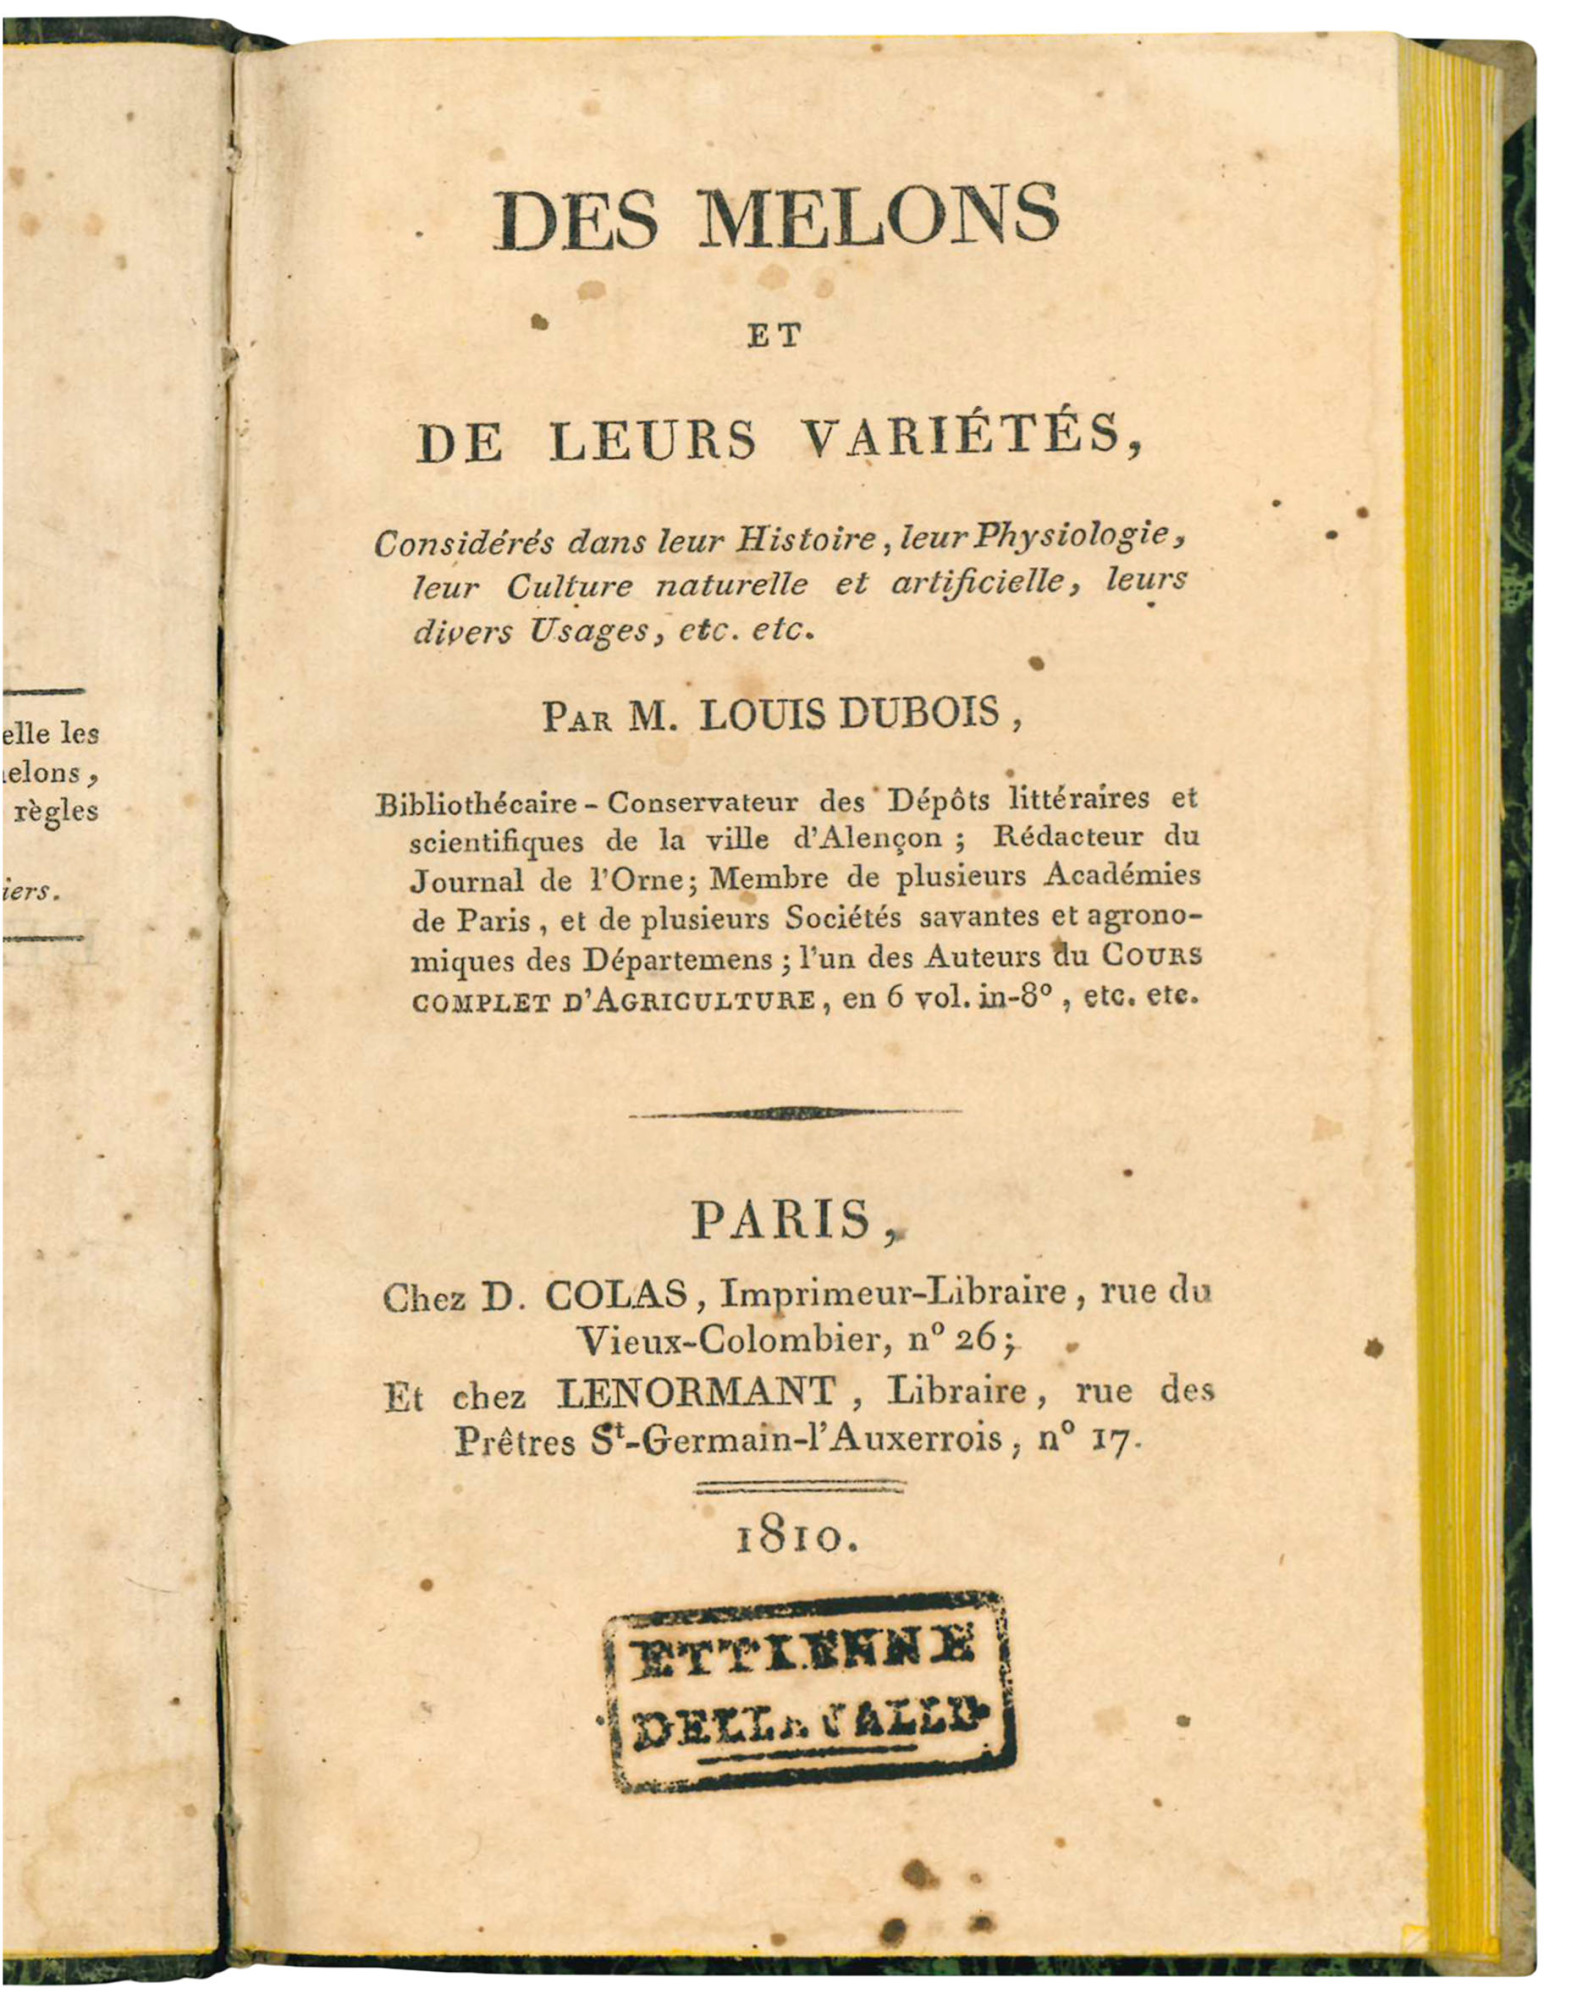 elle les
elons,
règles
iers.
DES MELONS
ET
DE LEURS VARIÉTÉS,
Considérés dans leur Histoire, leur Physiologie,
leur Culture naturelle et artificielle, leurs
divers Usages, etc. etc.
PAR M. LOUIS DUBOIS,
Bibliothécaire-Conservateur des Dépôts littéraires et
scientifiques de la ville d'Alençon; Rédacteur du
Journal de l'Orne; Membre de plusieurs Académies
de Paris, et de plusieurs Sociétés savantes et agrono-
miques des Départemens; l'un des Auteurs du COURS
COMPLET D'AGRICULTURE, en 6 vol. in-8°, etc. etc.
PARIS,
Chez D. COLAS, Imprimeur-Libraire, rue du
Vieux-Colombier, n° 26;
Et chez LENORMANT, Libraire, rue des
Prêtres St-Germain-l'Auxerrois, n° 17.
1810.
ETTIENNE
DELLAVALLE